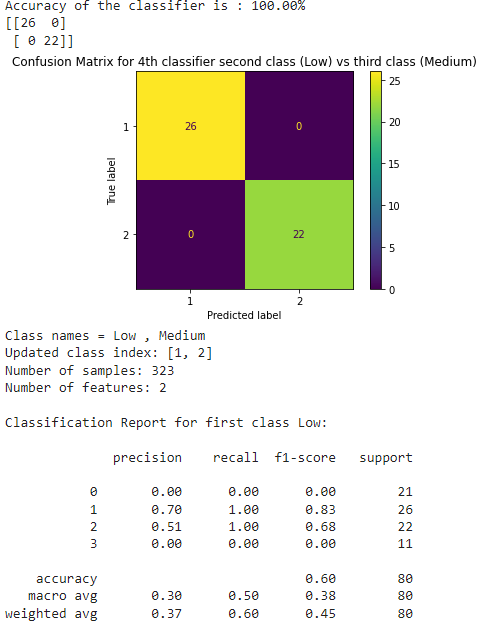 Accuracy of the classifier is : 100.00%
[[26  0]
 [ 0 22]]
Confusion Matrix for 4th classifier second class (Low) vs third class (Medium)
25
1
26
0
20
True label
15
10
2
0
22
5
0
1
2
Predicted label
Class names = Low , Medium
Updated class index: [1, 2]
Number of samples: 323
Number of features: 2
Classification Report for first class Low:
precision    recall  f1-score   support
0       0.00      0.00      0.00        21
1       0.70      1.00      0.83        26
2       0.51      1.00      0.68        22
3       0.00      0.00      0.00        11
accuracy                           0.60        80
macro avg       0.30      0.50      0.38        80
weighted avg       0.37      0.60      0.45        80